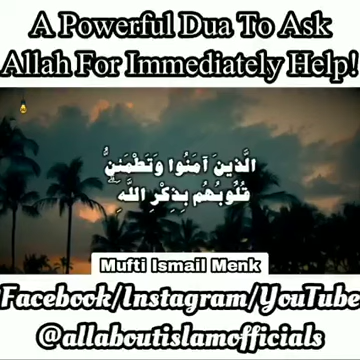 A Powerful Dua To Ask
Allah For Immediately Help!
الَّذِينَ آمَنُوا وَتَطْمَئِنُّ
قُلُوبُهُم بِذِكْرِ اللَّهِ ۗ
Mufti Ismail Menk
Facebook/Instagram/YouTube
@allaboutislamofficials